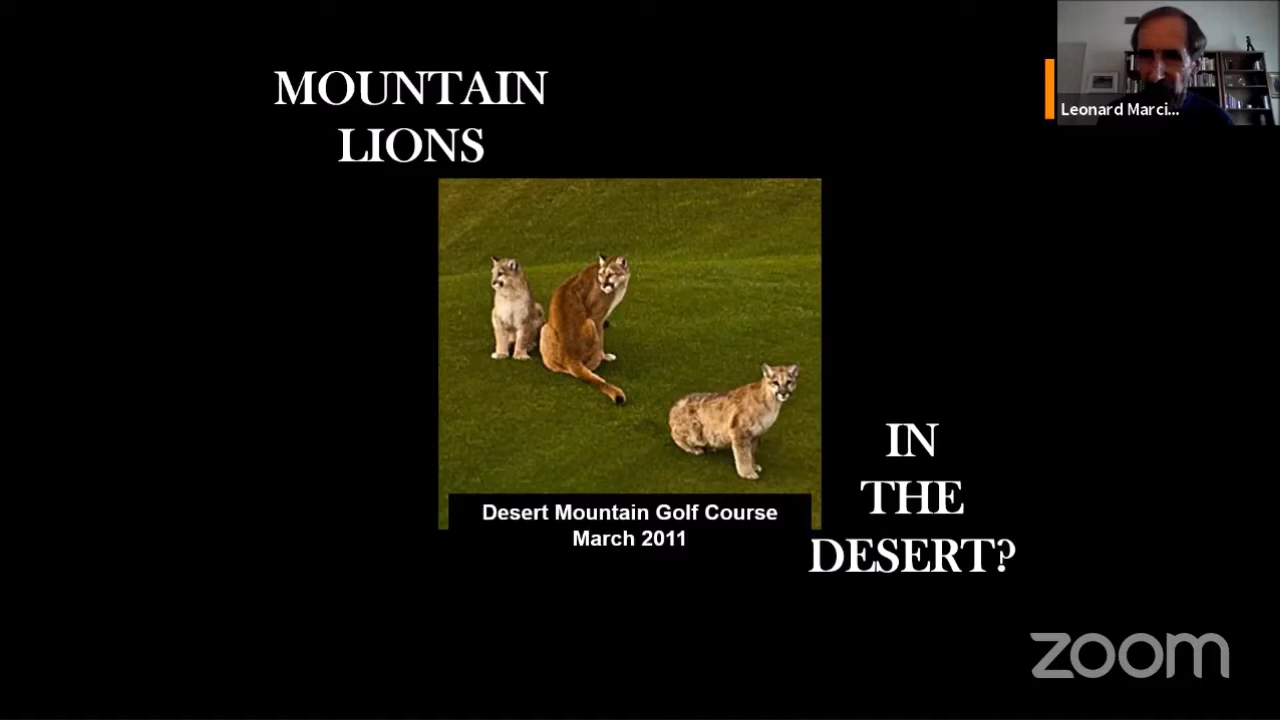 MOUNTAIN
LIONS
Leonard Marci...
Desert Mountain Golf Course
March 2011
IN
THE
DESERT?
zoom